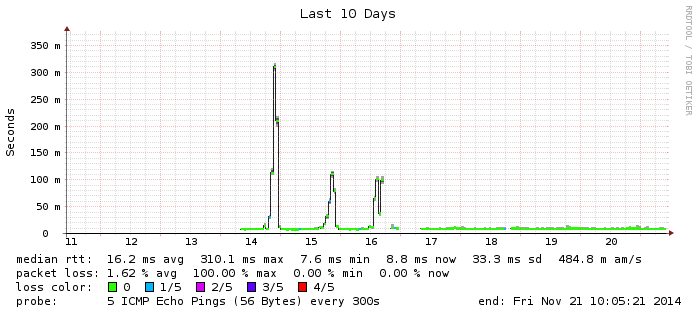 Last 10 Days
RRDTOOL / TOBI OETIKER
Seconds
350 m
300 m
250 m
200 m
150 m
100 m
50 m
0
11 12 13 14 15 16 17 18 19 20
median rtt: 16.2 ms avg 310.1 ms max 7.6 ms min 8.8 ms now 33.3 ms sd 484.8 m am/s
packet loss: 1.62 % avg 100.00 % max 0.00 % min 0.00 % now
loss color: 0 1/5 2/5 3/5 4/5
probe: 5 ICMP Echo Pings (56 Bytes) every 300s end: Fri Nov 21 10:05:21 2014